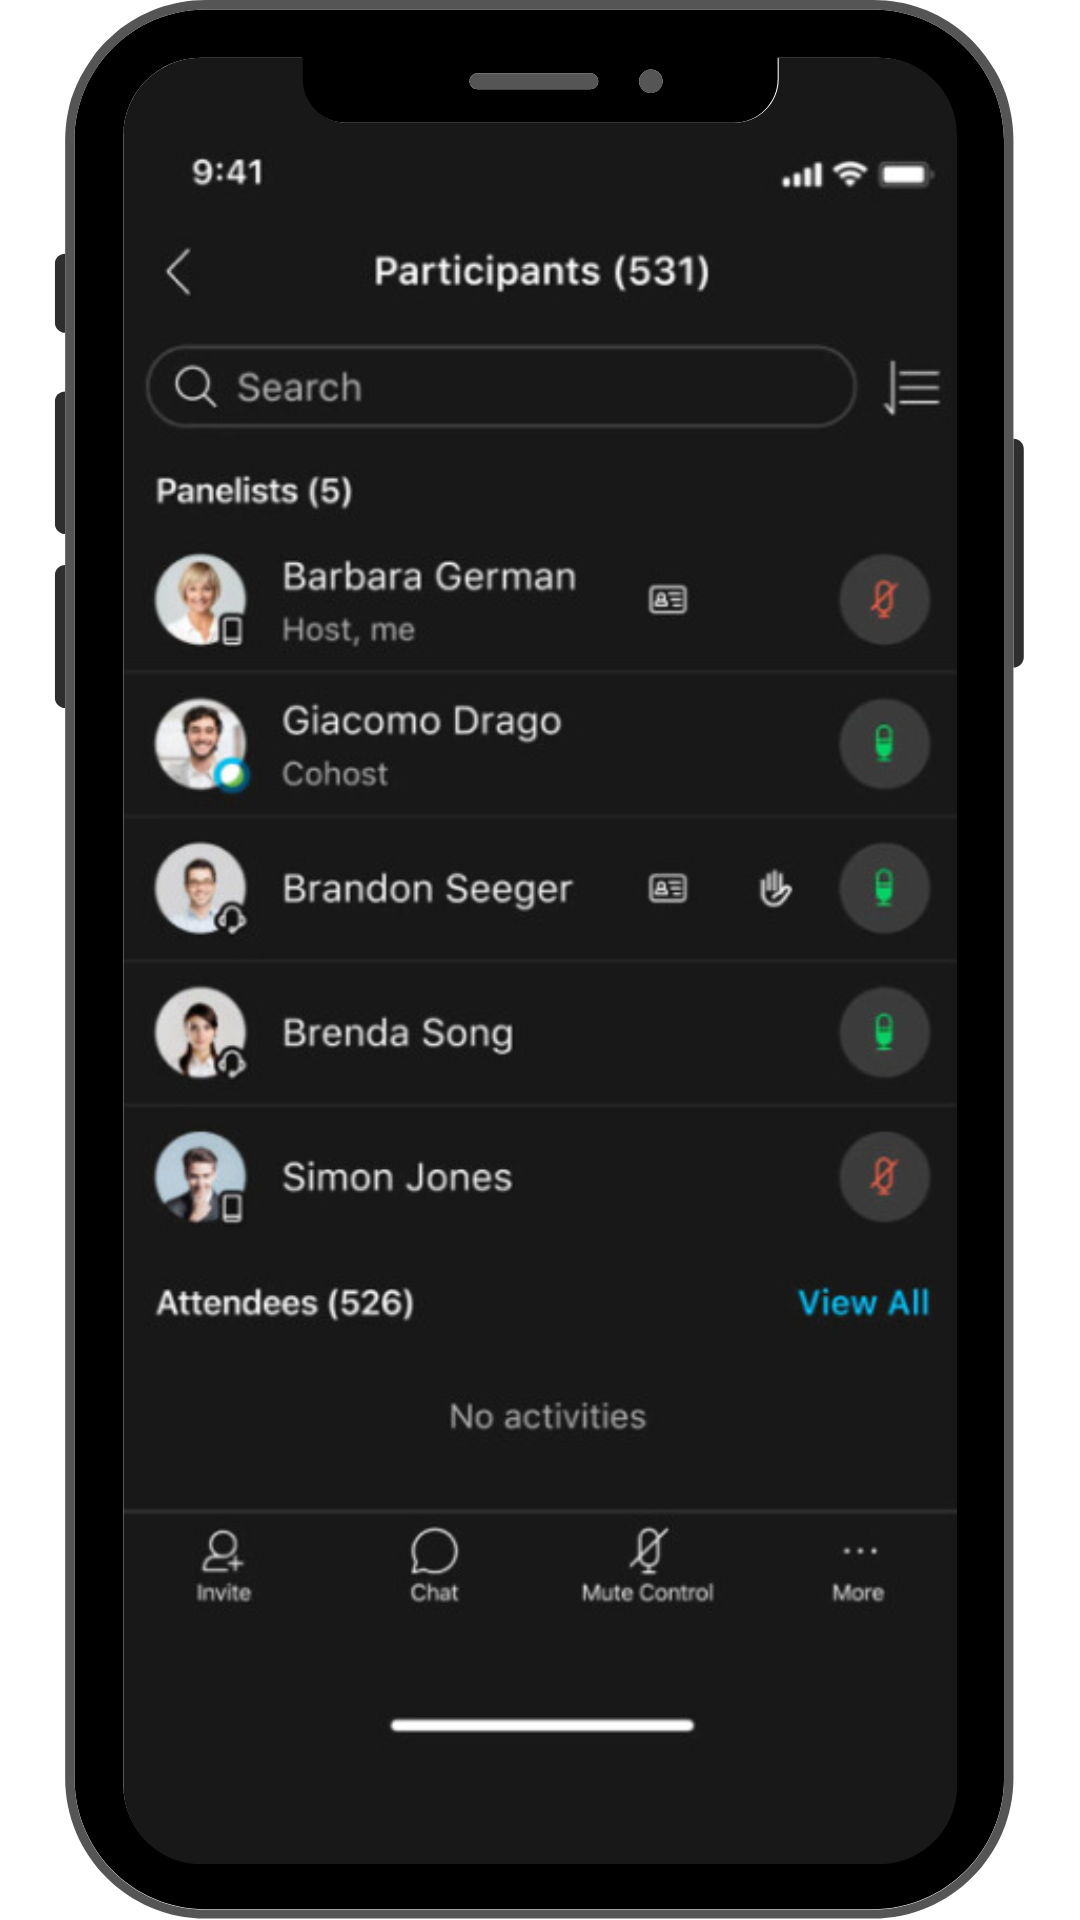 9:41
Participants (531)
Search
Panelists (5)
Barbara German
Host, me
Giacomo Drago
Cohost
Brandon Seeger
Brenda Song
Simon Jones
Attendees (526) View All
No activities
Invite Chat Mute Control More